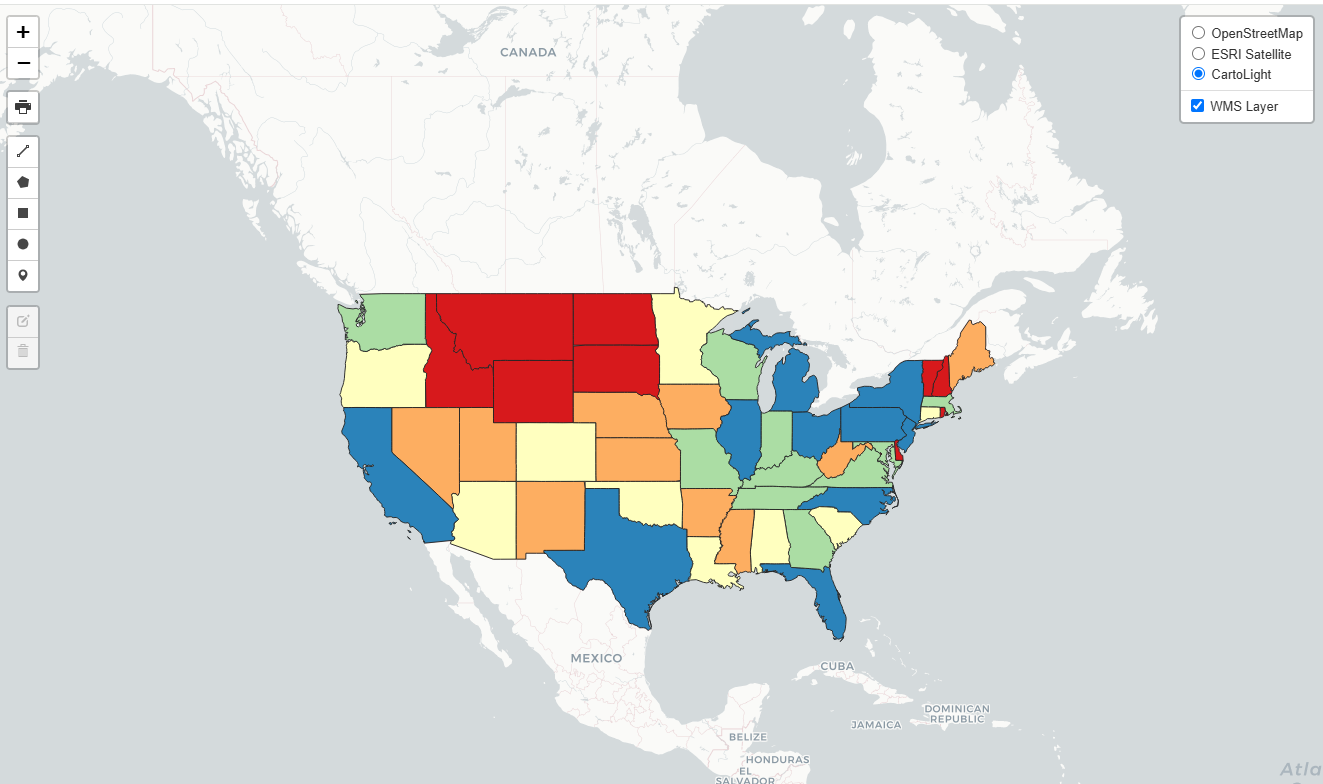 +
−
CANADA
OpenStreetMap
ESRI Satellite
CartoLight
WMS Layer
MEXICO
CUBA
DOMINICAN
REPUBLIC
JAMAICA
BELIZE
HONDURAS
EL
SALVADOR
Atla